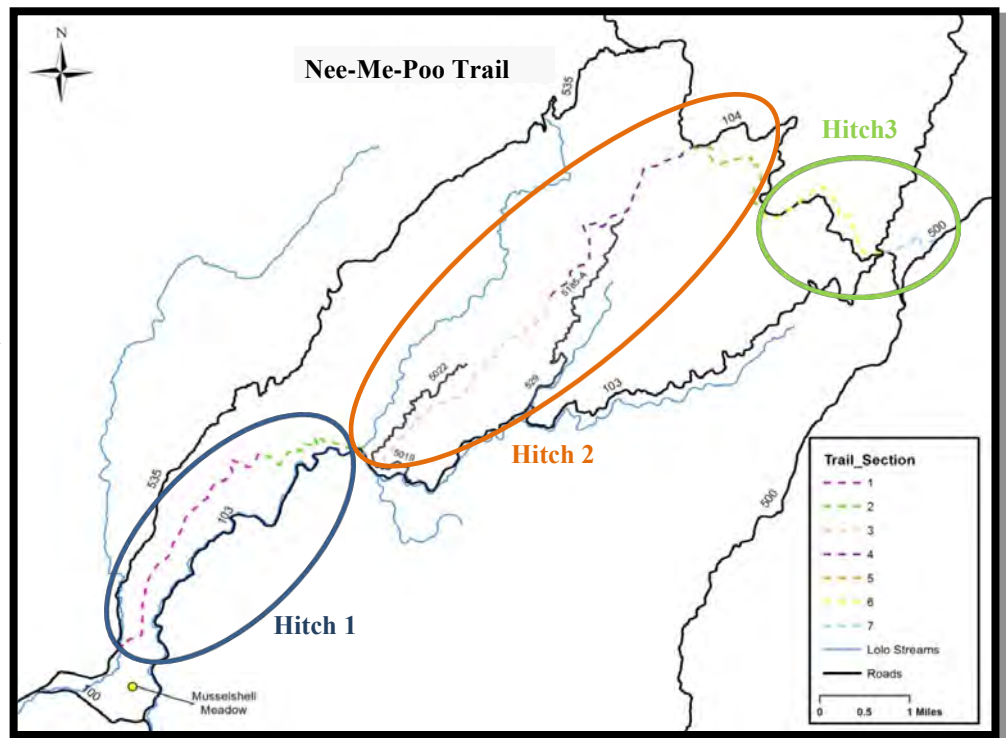 N
Nee-Me-Poo Trail
535
104
Hitch3
500
5185-A
5022
529
103
5019
Hitch 2
535
103
500
Hitch 1
100
Musselshell
Meadow
Trail_Section
1
2
3
4
5
6
7
Lolo Streams
Roads
0 0.5 1 Miles